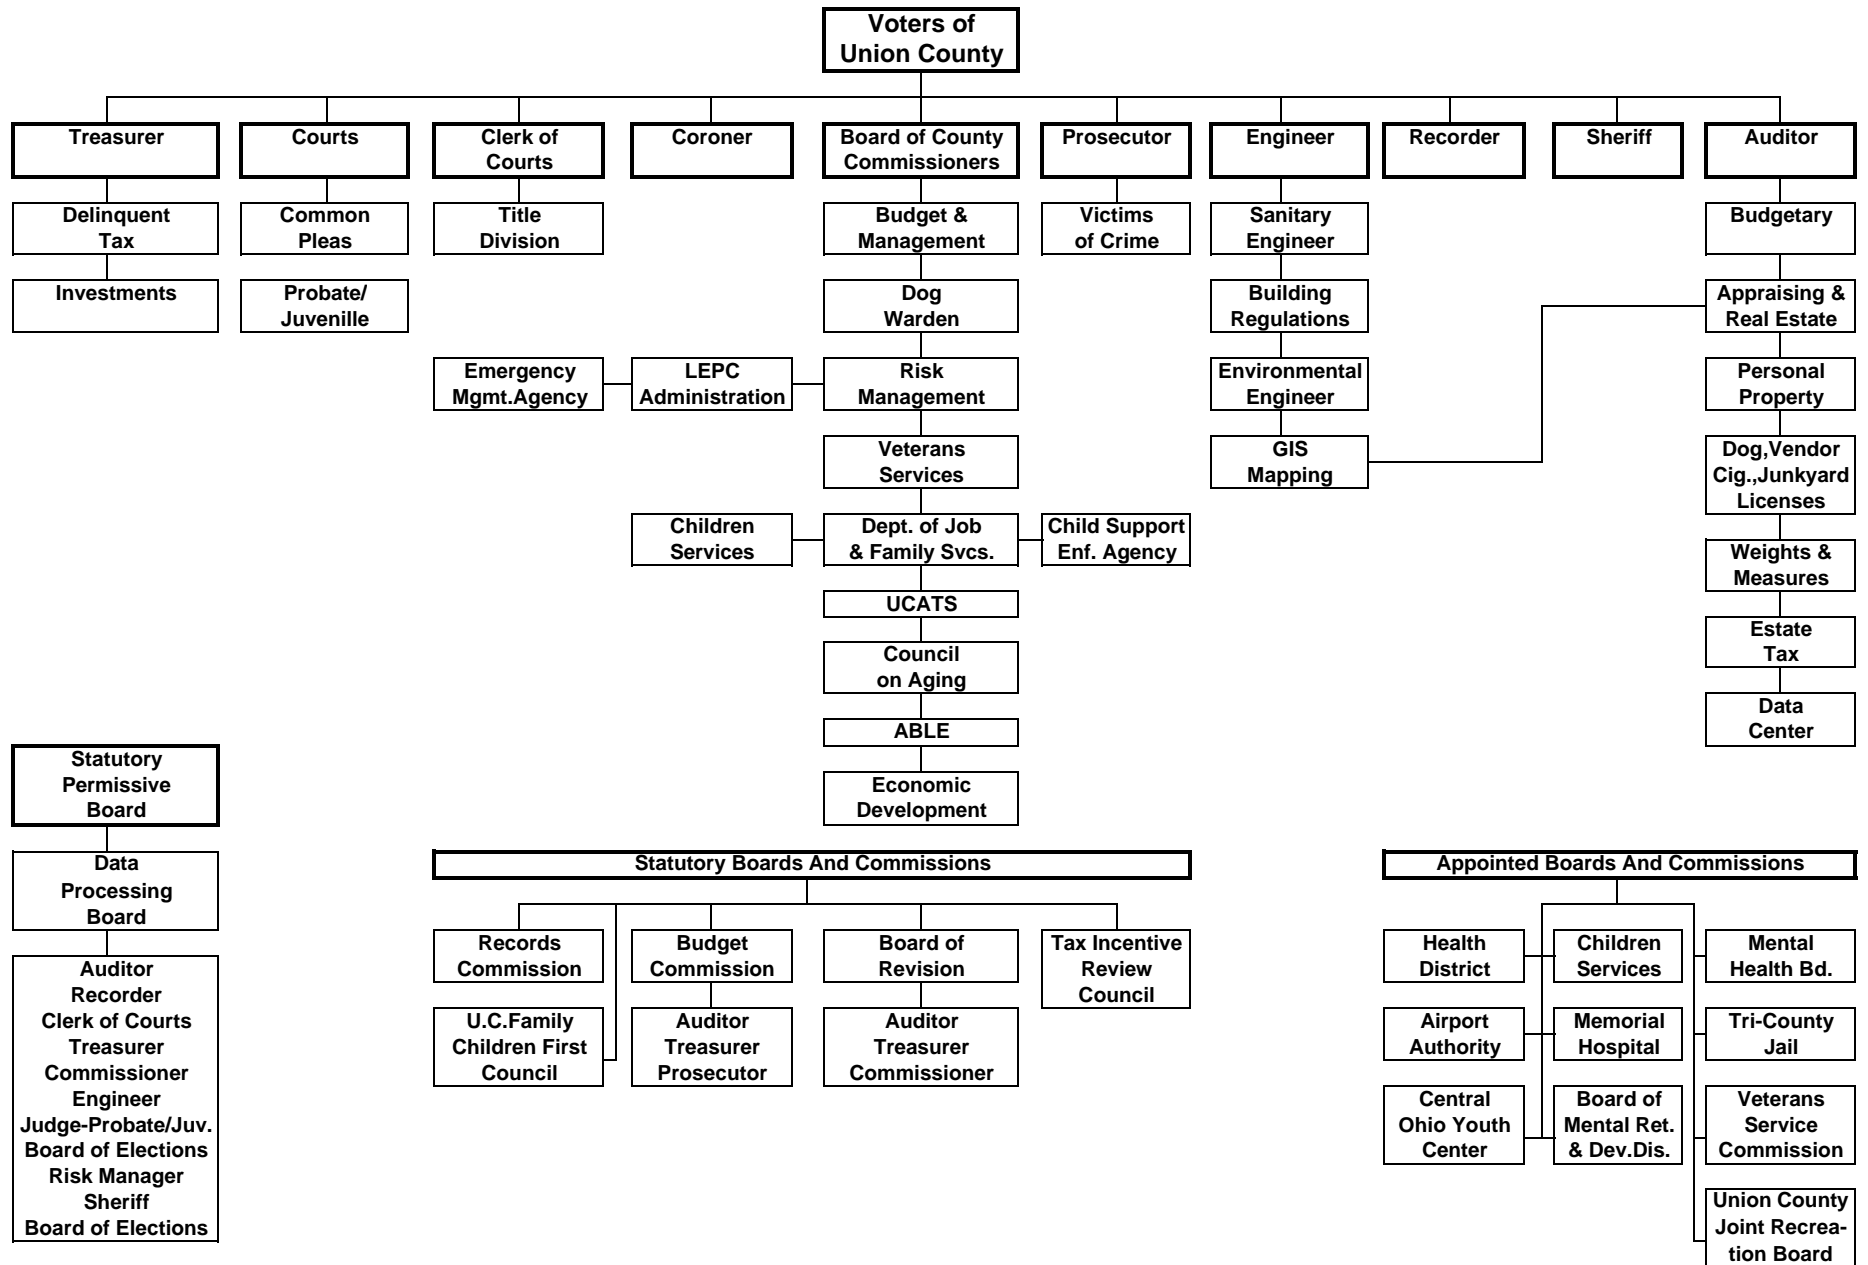 Voters of
Union County
Treasurer
Courts
Clerk of
Courts
Coroner
Board of County
Commissioners
Prosecutor
Engineer
Recorder
Sheriff
Auditor
Delinquent
Tax
Common
Pleas
Title
Division
Budget &
Management
Victims
of Crime
Sanitary
Engineer
Budgetary
Investments
Probate/
Juvenille
Dog
Warden
Building
Regulations
Appraising &
Real Estate
Emergency
Mgmt.Agency
LEPC
Administration
Risk
Management
Environmental
Engineer
Personal
Property
Veterans
Services
GIS
Mapping
Dog,Vendor
Cig.,Junkyard
Licenses
Children
Services
Dept. of Job
& Family Svcs.
Child Support
Enf. Agency
Weights &
Measures
UCATS
Estate
Tax
Council
on Aging
Data
Center
ABLE
Economic
Development
Statutory
Permissive
Board
Data
Processing
Board
Auditor
Recorder
Clerk of Courts
Treasurer
Commissioner
Engineer
Judge-Probate/Juv.
Board of Elections
Risk Manager
Sheriff
Board of Elections
Statutory Boards And Commissions
Records
Commission
Budget
Commission
Board of
Revision
Tax Incentive
Review
Council
U.C.Family
Children First
Council
Auditor
Treasurer
Prosecutor
Auditor
Treasurer
Commissioner
Appointed Boards And Commissions
Health
District
Children
Services
Mental
Health Bd.
Airport
Authority
Memorial
Hospital
Tri-County
Jail
Central
Ohio Youth
Center
Board of
Mental Ret.
& Dev.Dis.
Veterans
Service
Commission
Union County
Joint Recrea-
tion Board